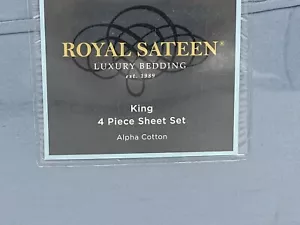 ROYAL SATEEN®
LUXURY BEDDING
est. 1989
King
4 Piece Sheet Set
Alpha Cotton